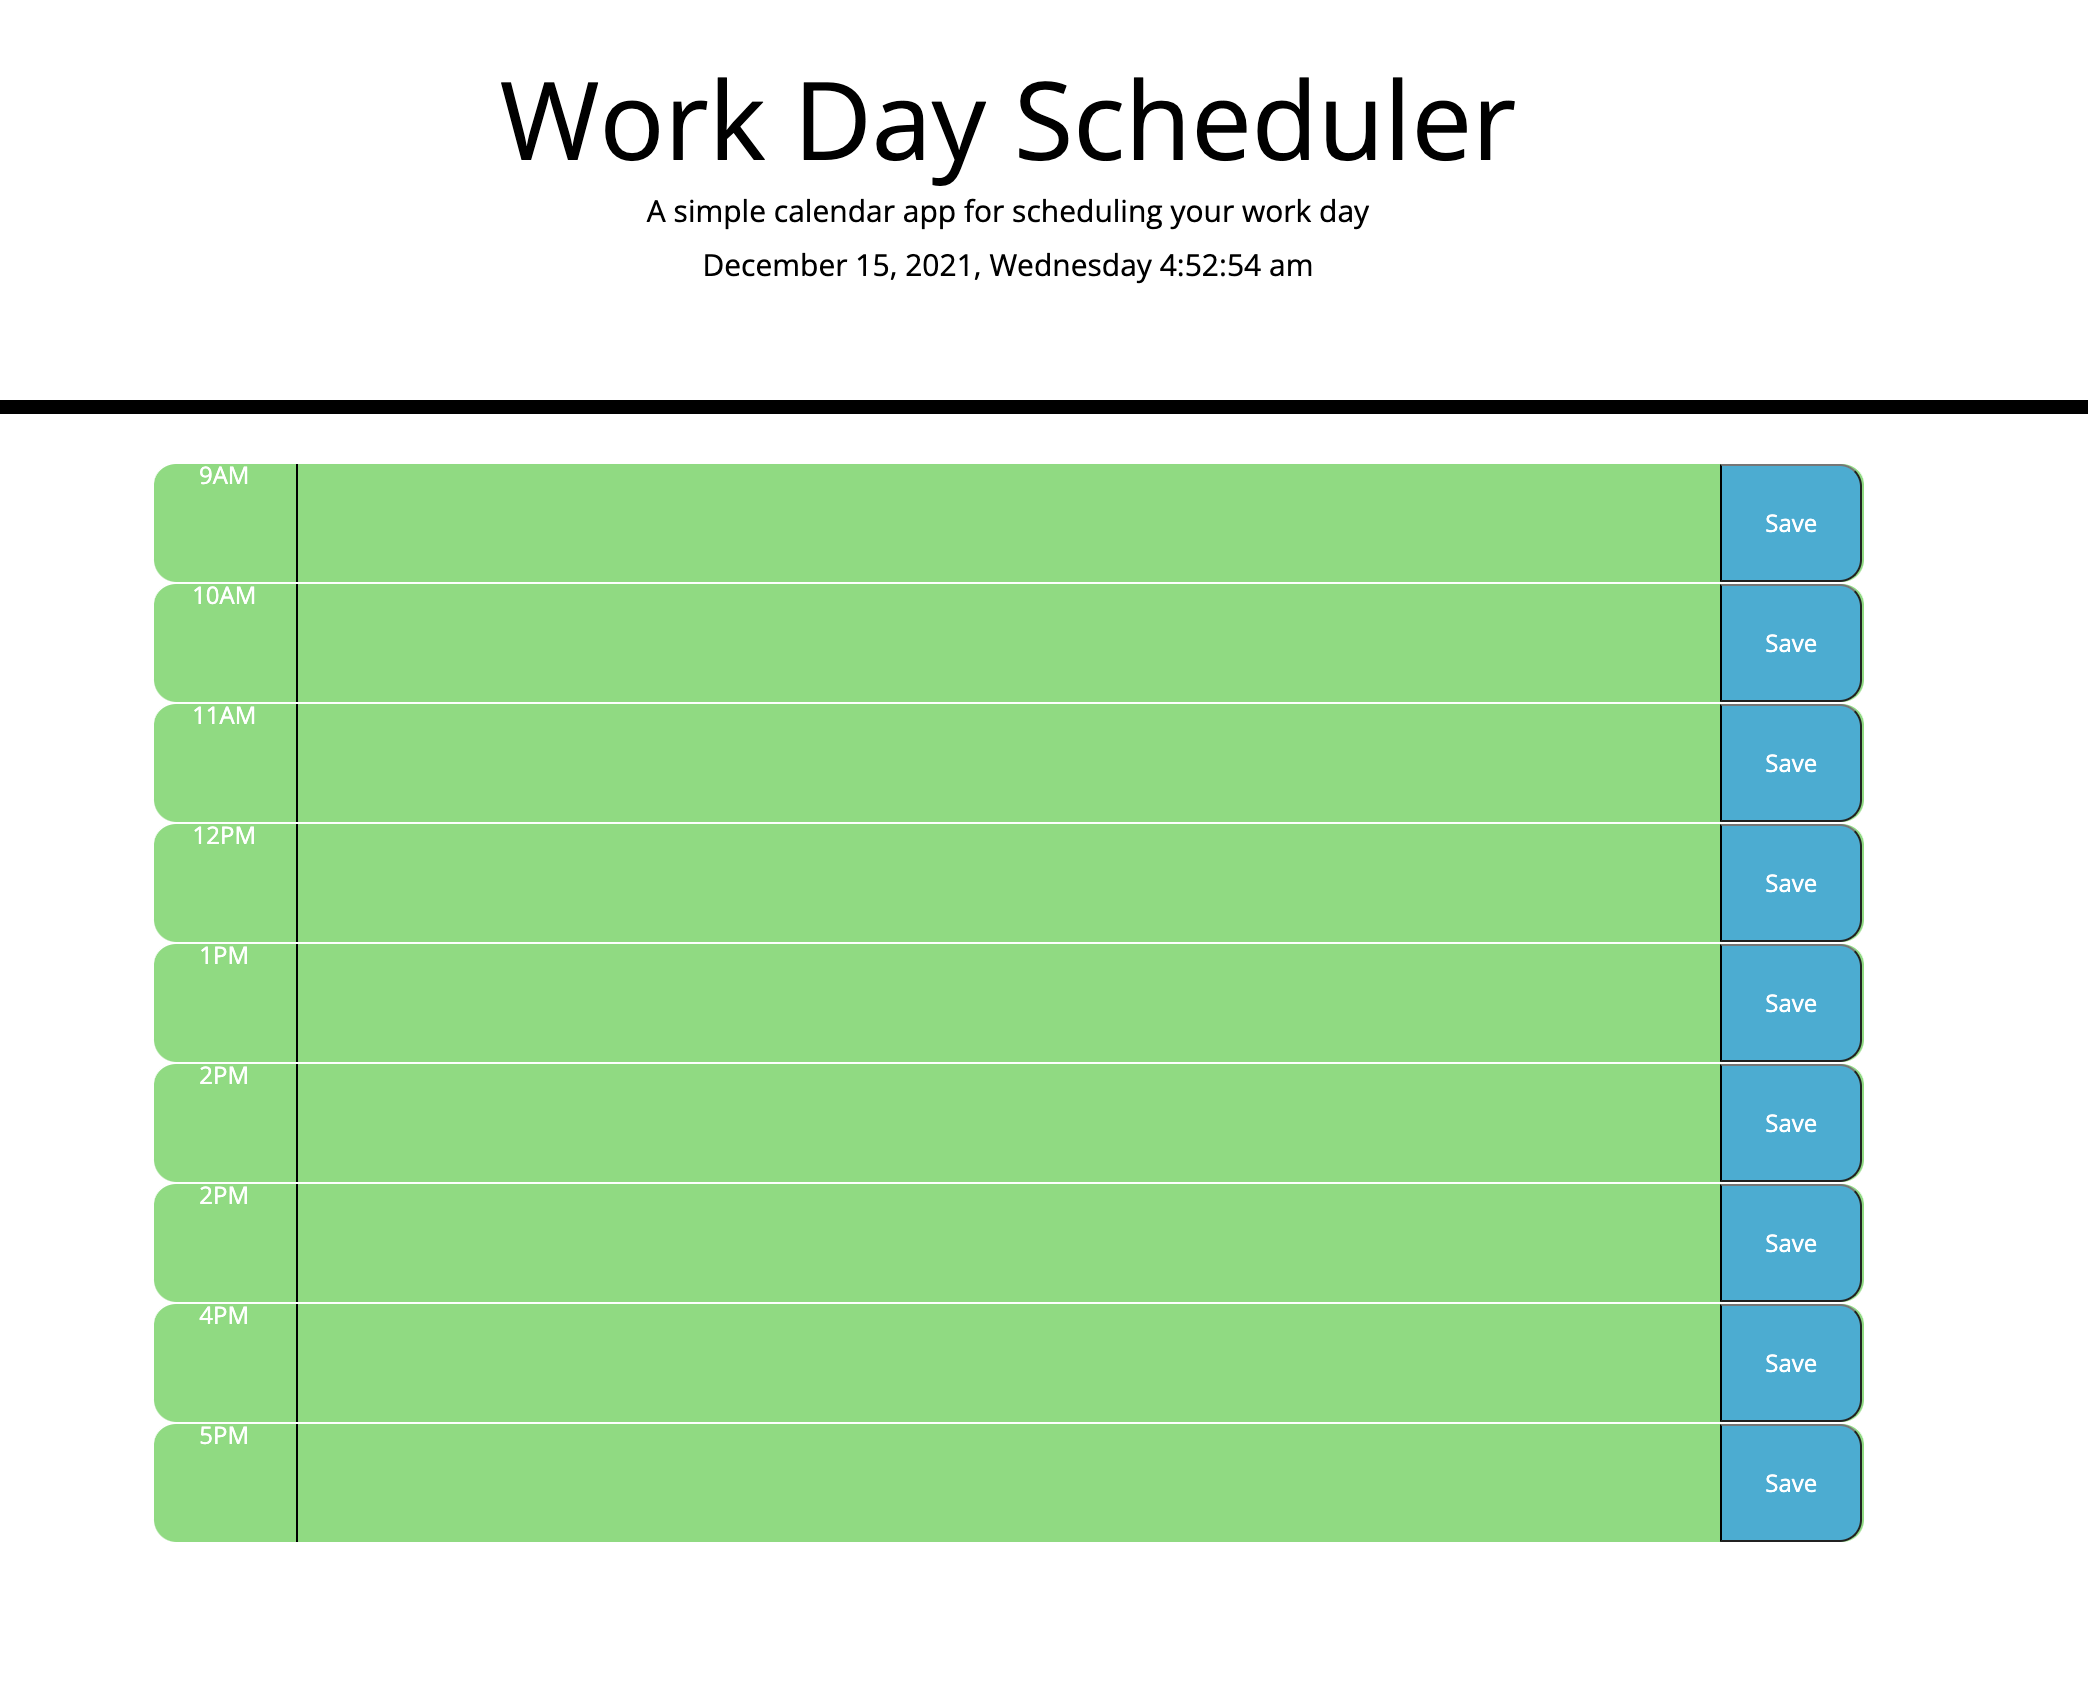 Work Day Scheduler
A simple calendar app for scheduling your work day
December 15, 2021, Wednesday 4:52:54 am
9AM
Save
10AM
Save
11AM
Save
12PM
Save
1PM
Save
2PM
Save
2PM
Save
4PM
Save
5PM
Save